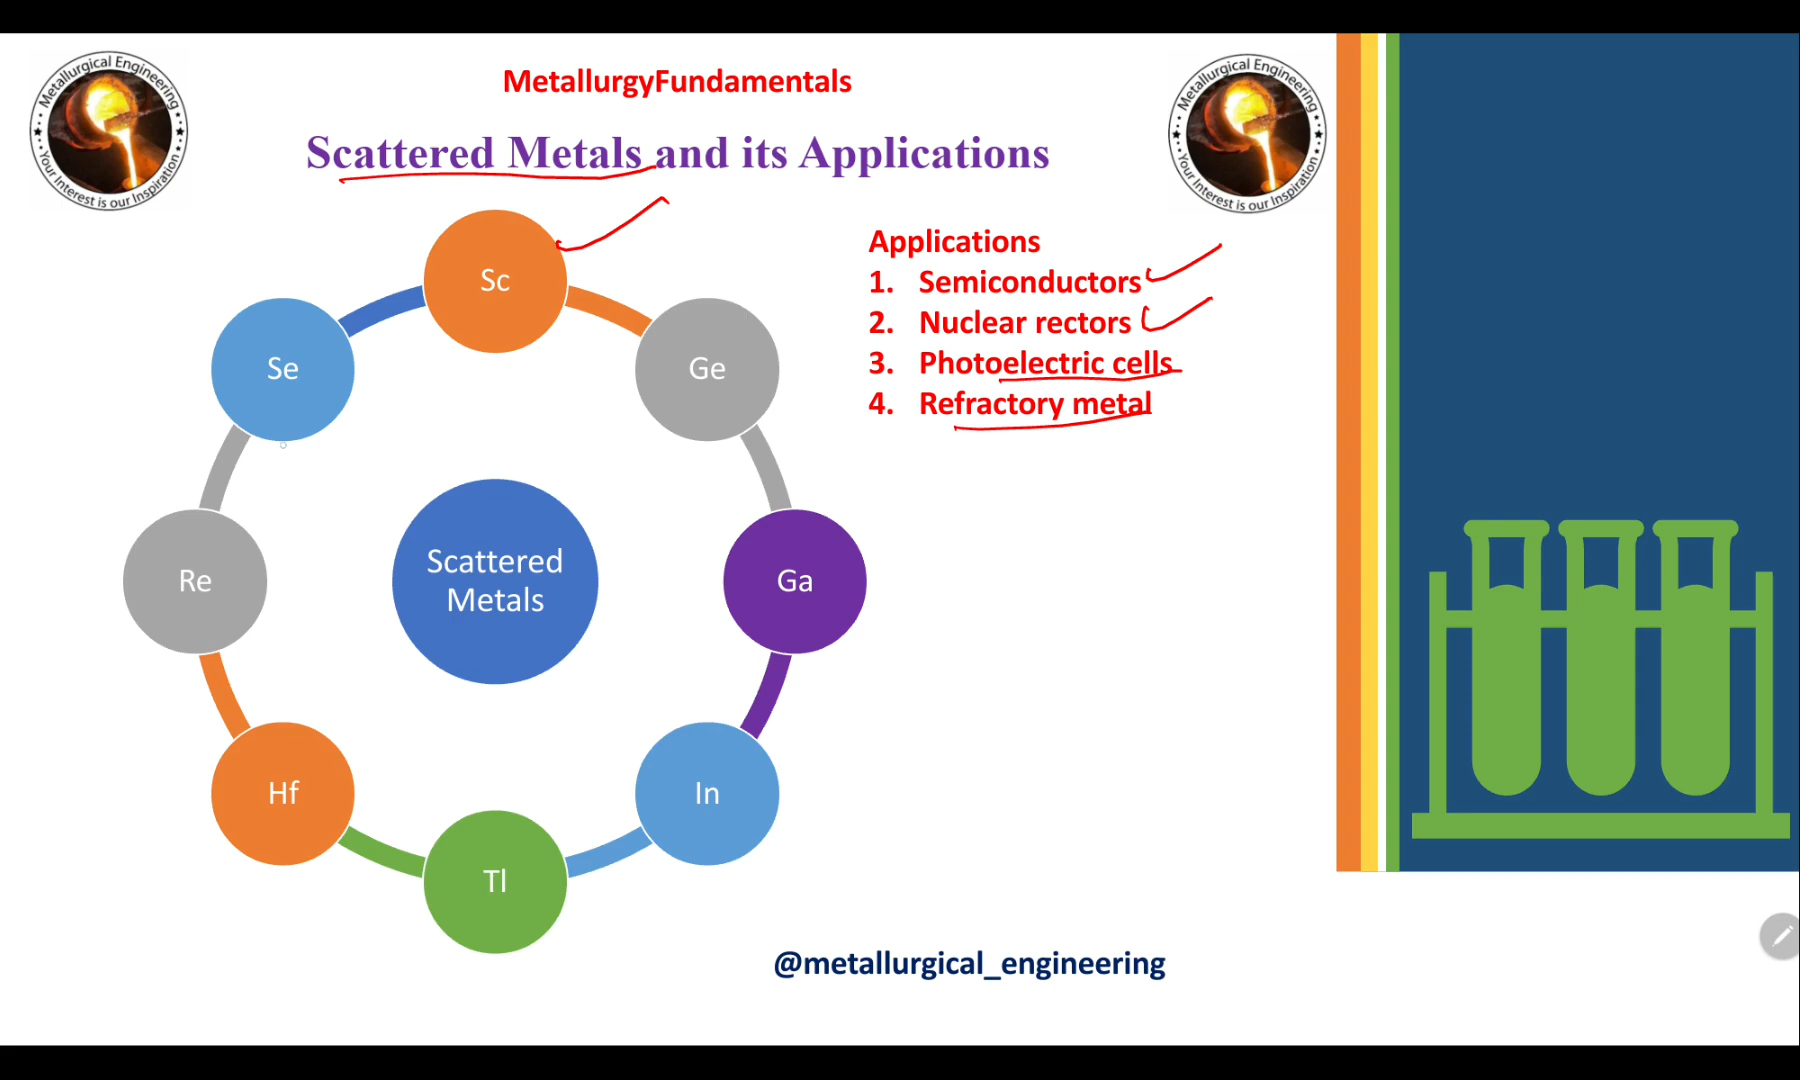 MetallurgyFundamentals
Metallurgical Engineering
Your Interest is our Inspiration
Metallurgical Engineering
Your Interest is our Inspiration
Scattered Metals and its Applications
Sc
Ge
Ga
In
Tl
Hf
Re
Se
Scattered
Metals
Applications
1. Semiconductors
2. Nuclear rectors
3. Photoelectric cells
4. Refractory metal
@metallurgical_engineering